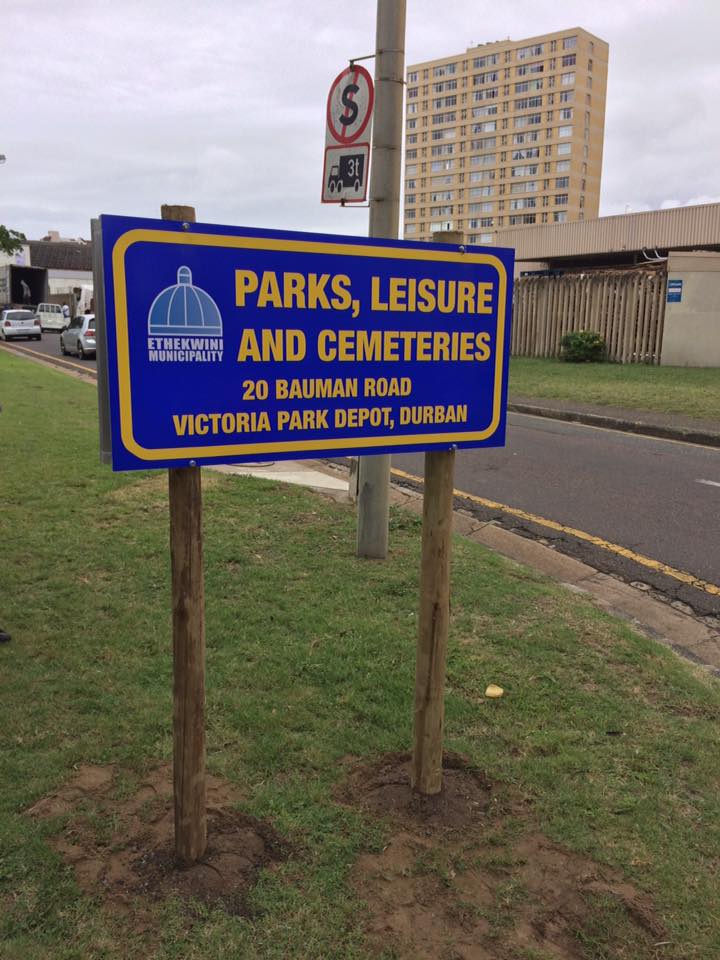 S
3t
ETHEKWINI
MUNICIPALITY
PARKS, LEISURE
AND CEMETERIES
20 BAUMAN ROAD
VICTORIA PARK DEPOT, DURBAN